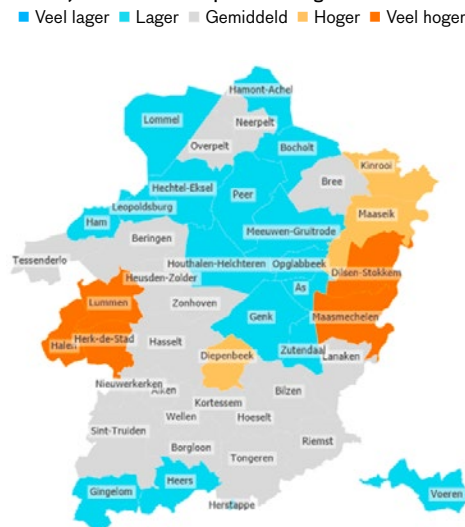 Veel lager Lager Gemiddeld Hoger Veel hoger
Hamont-Achel
Lommel
Neerpelt
Overpelt
Bocholt
Kinrooi
Bree
Hechtel-Eksel
Peer
Leopoldsburg
Maaseik
Ham
Meeuwen-Gruitrode
Beringen
Tessenderlo
Houthalen-Helchteren
Opglabbeek
Dilsen-Stokkem
Heusden-Zolder
As
Lummen
Zonhoven
Genk
Maasmechelen
Halen
Herk-de-Stad
Hasselt
Diepenbeek
Zutendaal
Lanaken
Nieuwerkerken
Alken
Bilzen
Kortessem
Wellen
Hoeselt
Sint-Truiden
Riemst
Borgloon
Tongeren
Heers
Gingelom
Voeren
Herstappe